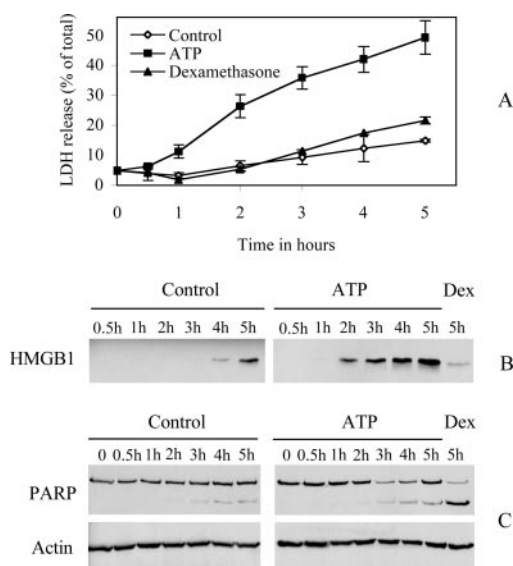 LDH release (% of total)
50
40
30
20
10
0
Control
ATP
Dexamethasone
A
0 1 2 3 4 5
Time in hours
Control ATP Dex
0.5h 1h 2h 3h 4h 5h 0.5h 1h 2h 3h 4h 5h 5h
HMGB1
B
Control ATP Dex
0 0.5h 1h 2h 3h 4h 5h 0 0.5h 1h 2h 3h 4h 5h 5h
PARP
C
Actin